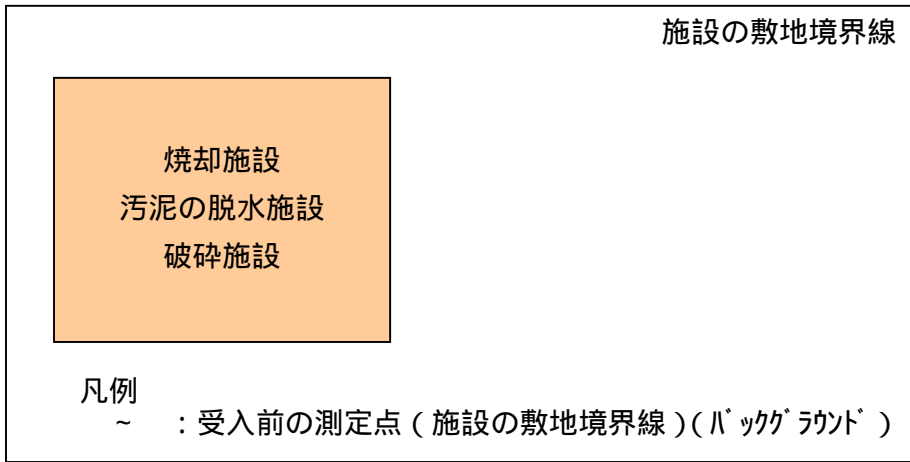 施設の敷地境界線
焼却施設
汚泥の脱水施設
破砕施設
凡例
~ :受入前の測定点(施設の敷地境界線)(ﾊﾞｯｸｸﾞﾗｳﾝﾄﾞ)